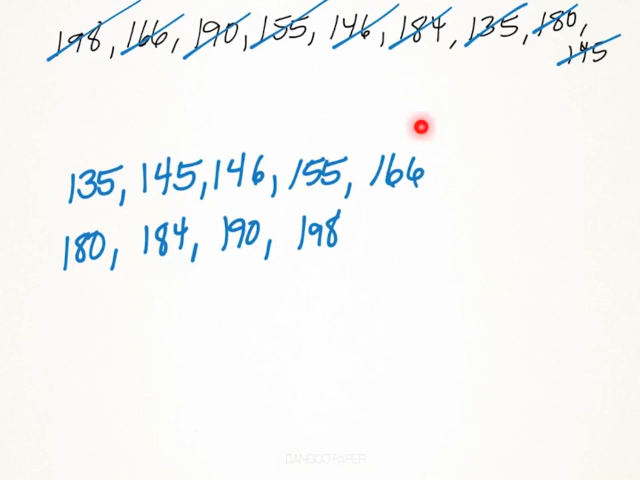 198, 166, 190, 155, 146, 184, 135, 180,
145
135, 145, 146, 155, 166
180, 184, 190, 198